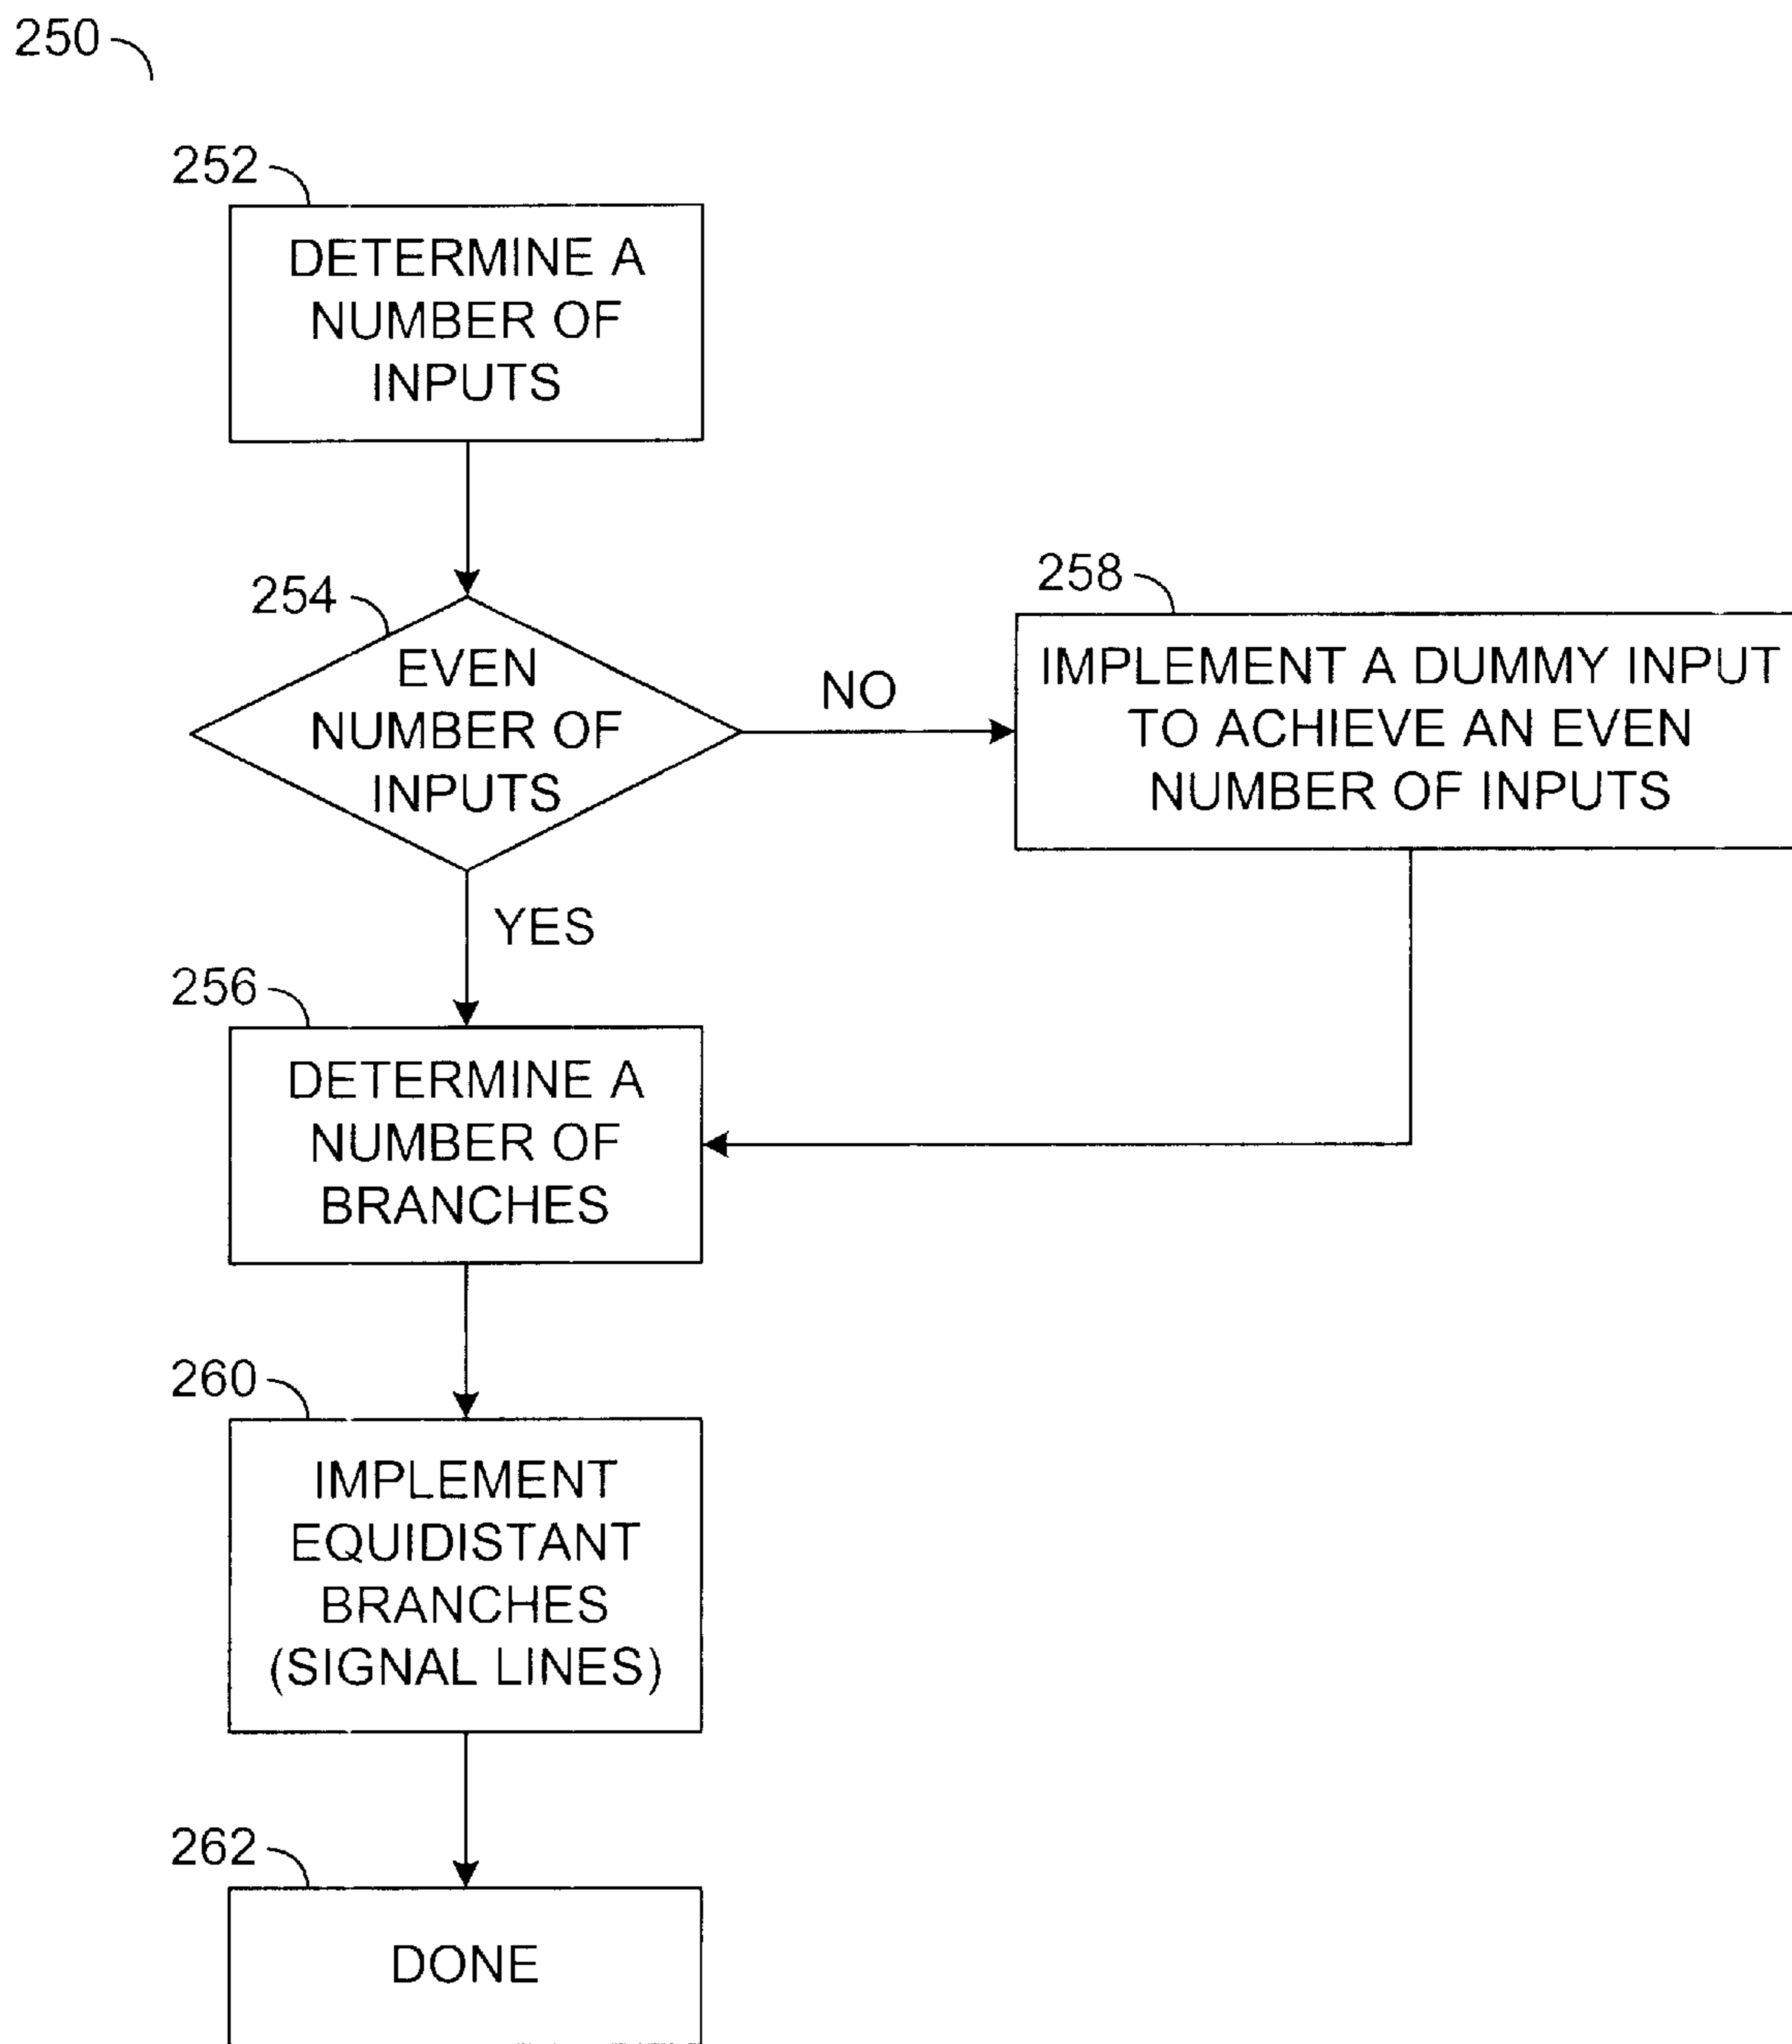 250
252
DETERMINE A
NUMBER OF
INPUTS
254
EVEN
NUMBER OF
INPUTS
NO
258
IMPLEMENT A DUMMY INPUT
TO ACHIEVE AN EVEN
NUMBER OF INPUTS
YES
256
DETERMINE A
NUMBER OF
BRANCHES
260
IMPLEMENT
EQUIDISTANT
BRANCHES
(SIGNAL LINES)
262
DONE